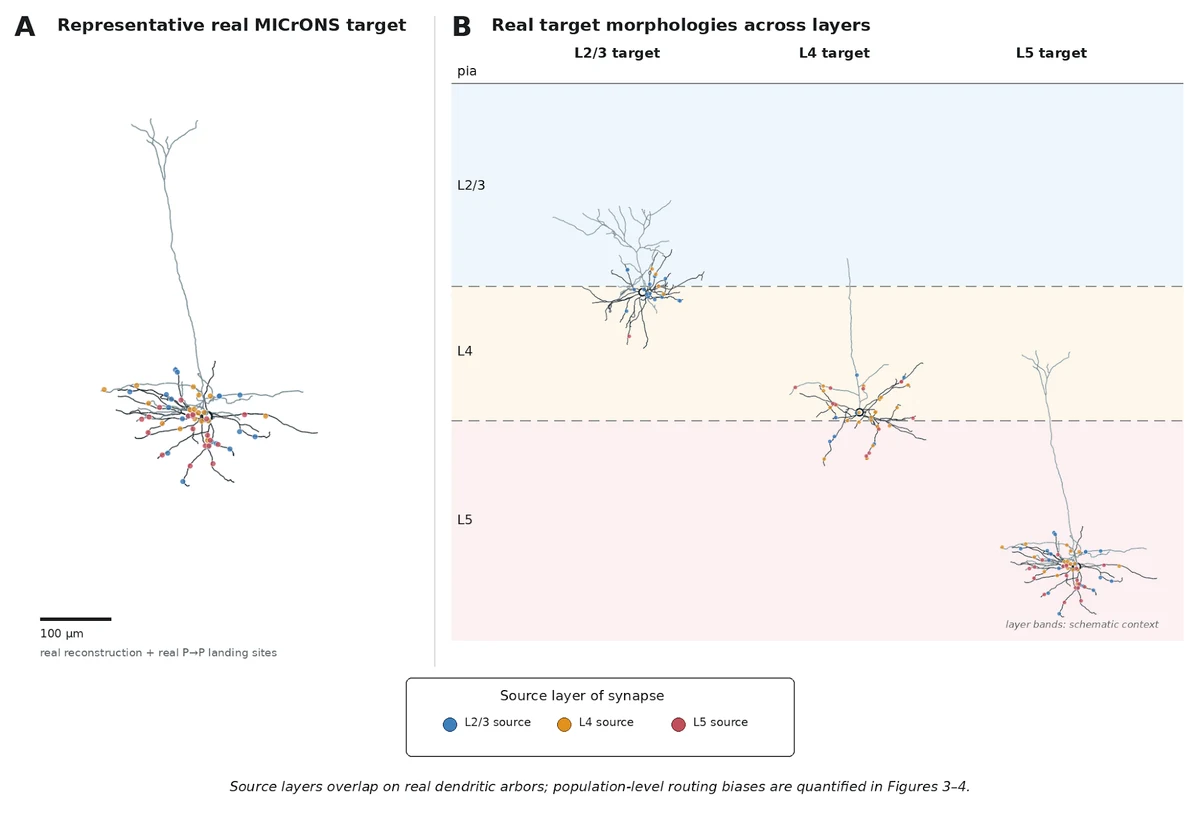 A Representative real MICrONS target
100 µm
real reconstruction + real P→P landing sites
B Real target morphologies across layers
L2/3 target L4 target L5 target
pia
L2/3
L4
L5
layer bands: schematic context
Source layer of synapse
L2/3 source L4 source L5 source
Source layers overlap on real dendritic arbors; population-level routing biases are quantified in Figures 3–4.